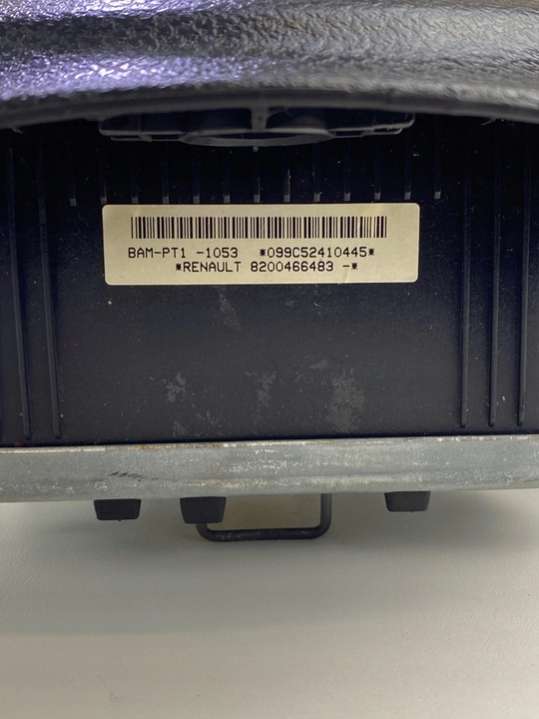 BAM-PT1 -1053 *099C52410445*
*RENAULT 8200466483 -*